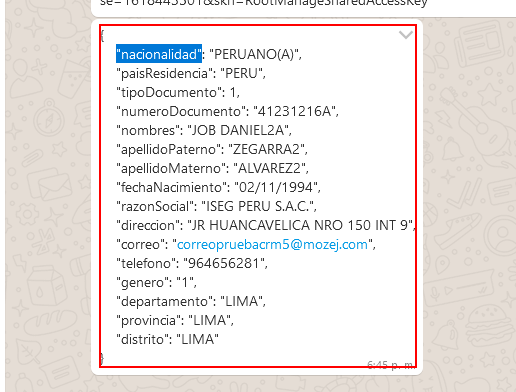 se=1618443301&skn=RootManageSharedAccessKey
{
"nacionalidad": "PERUANO(A)",
"paisResidencia": "PERU",
"tipoDocumento": 1,
"numeroDocumento": "41231216A",
"nombres": "JOB DANIEL2A",
"apellidoPaterno": "ZEGARRA2",
"apellidoMaterno": "ALVAREZ2",
"fechaNacimiento": "02/11/1994",
"razonSocial": "ISEG PERU S.A.C.",
"direccion": "JR HUANCAVELICA NRO 150 INT 9",
"correo": "correopruebacrm5@mozej.com",
"telefono": "964656281",
"genero": "1",
"departamento": "LIMA",
"provincia": "LIMA",
"distrito": "LIMA"
}
6:45 p. m.